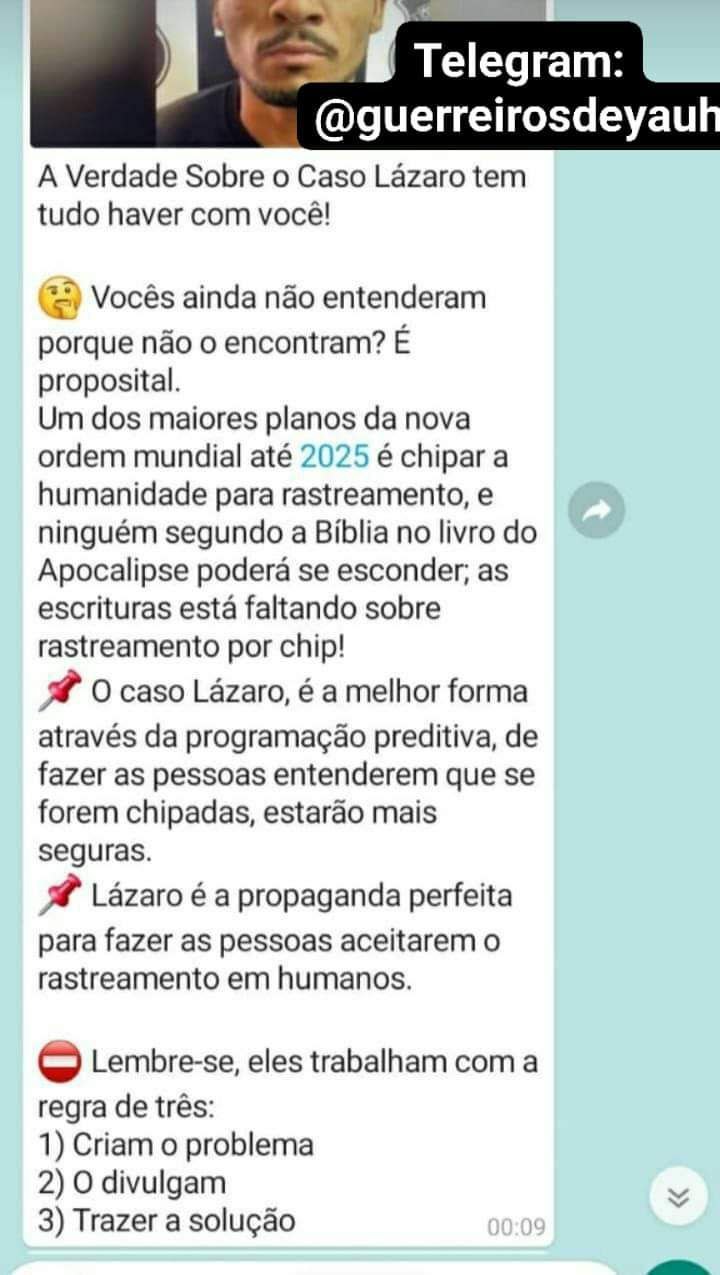 Telegram:
@guerreirosdeyauh
A Verdade Sobre o Caso Lázaro tem
tudo haver com você!
🤔 Vocês ainda não entenderam
porque não o encontram? É
proposital.
Um dos maiores planos da nova
ordem mundial até 2025 é chipar a
humanidade para rastreamento, e
ninguém segundo a Bíblia no livro do
Apocalipse poderá se esconder; as
escrituras está faltando sobre
rastreamento por chip!
📌 O caso Lázaro, é a melhor forma
através da programação preditiva, de
fazer as pessoas entenderem que se
forem chipadas, estarão mais
seguras.
📌 Lázaro é a propaganda perfeita
para fazer as pessoas aceitarem o
rastreamento em humanos.
⛔ Lembre-se, eles trabalham com a
regra de três:
1) Criam o problema
2) O divulgam
3) Trazer a solução
00:09